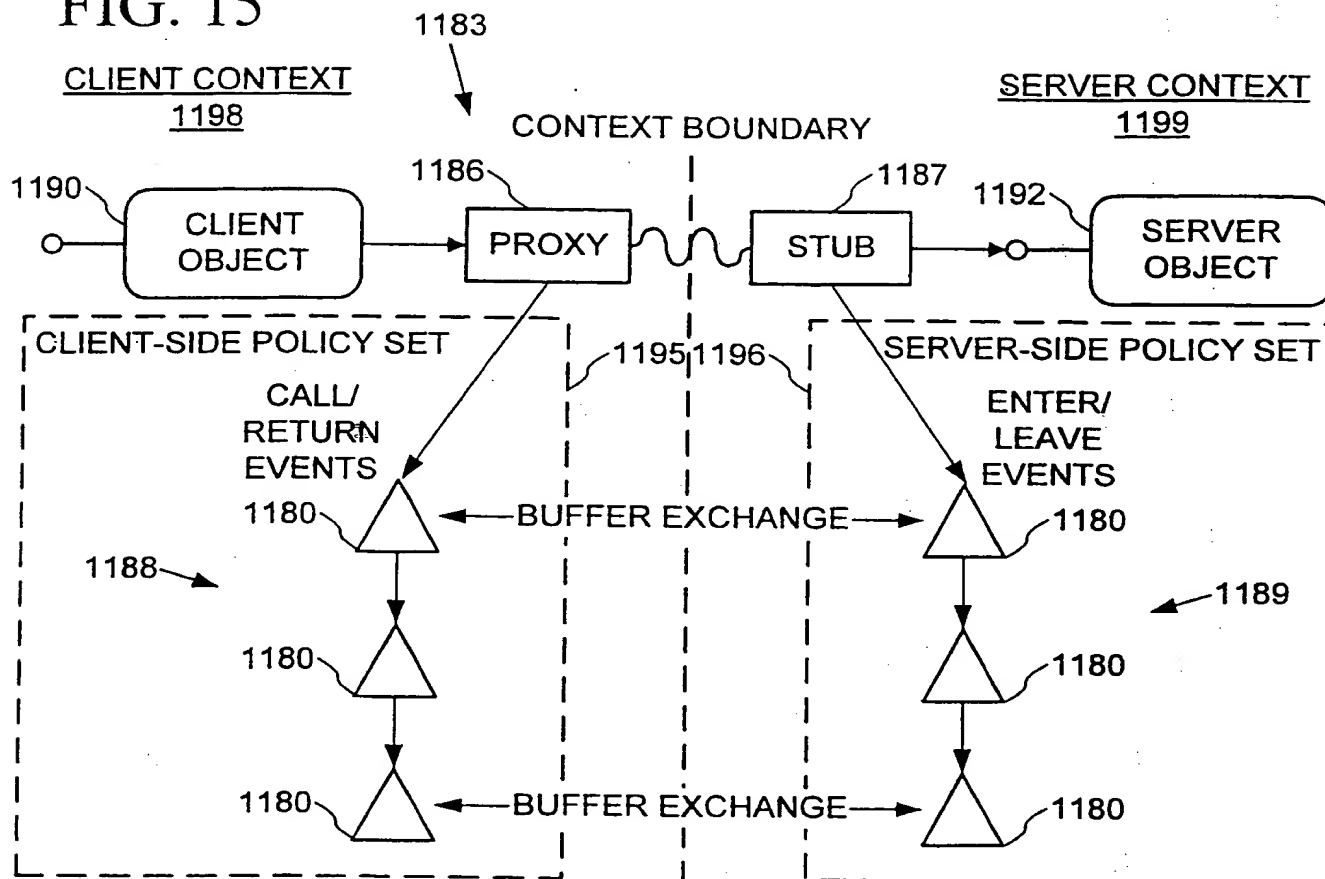 FIG. 15
1183
CLIENT CONTEXT
1198
SERVER CONTEXT
1199
CONTEXT BOUNDARY
1190
CLIENT
OBJECT
1186
PROXY
1187
STUB
1192
SERVER
OBJECT
CLIENT-SIDE POLICY SET
1195
1196
SERVER-SIDE POLICY SET
CALL/
RETURN
EVENTS
ENTER/
LEAVE
EVENTS
1180
BUFFER EXCHANGE
1180
1188
1189
1180
1180
1180
BUFFER EXCHANGE
1180